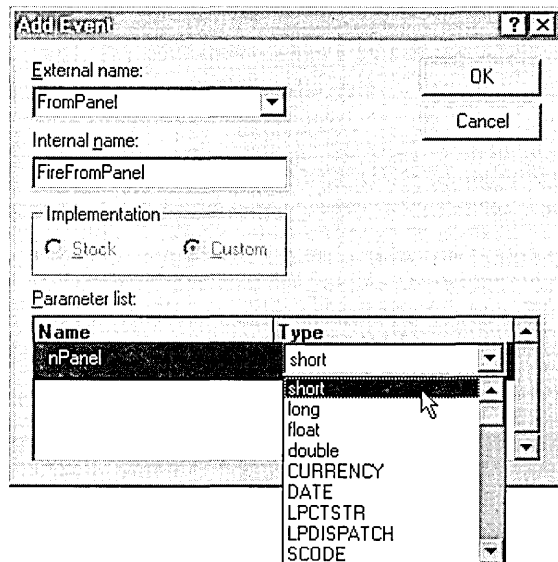 Add Event
External name:
OK
FromPanel
Cancel
Internal name:
FireFromPanel
Implementation
Stock Custom
Parameter list:
Name Type
nPanel short
short
long
float
double
CURRENCY
DATE
LPCTSTR
LPDISPATCH
SCODE